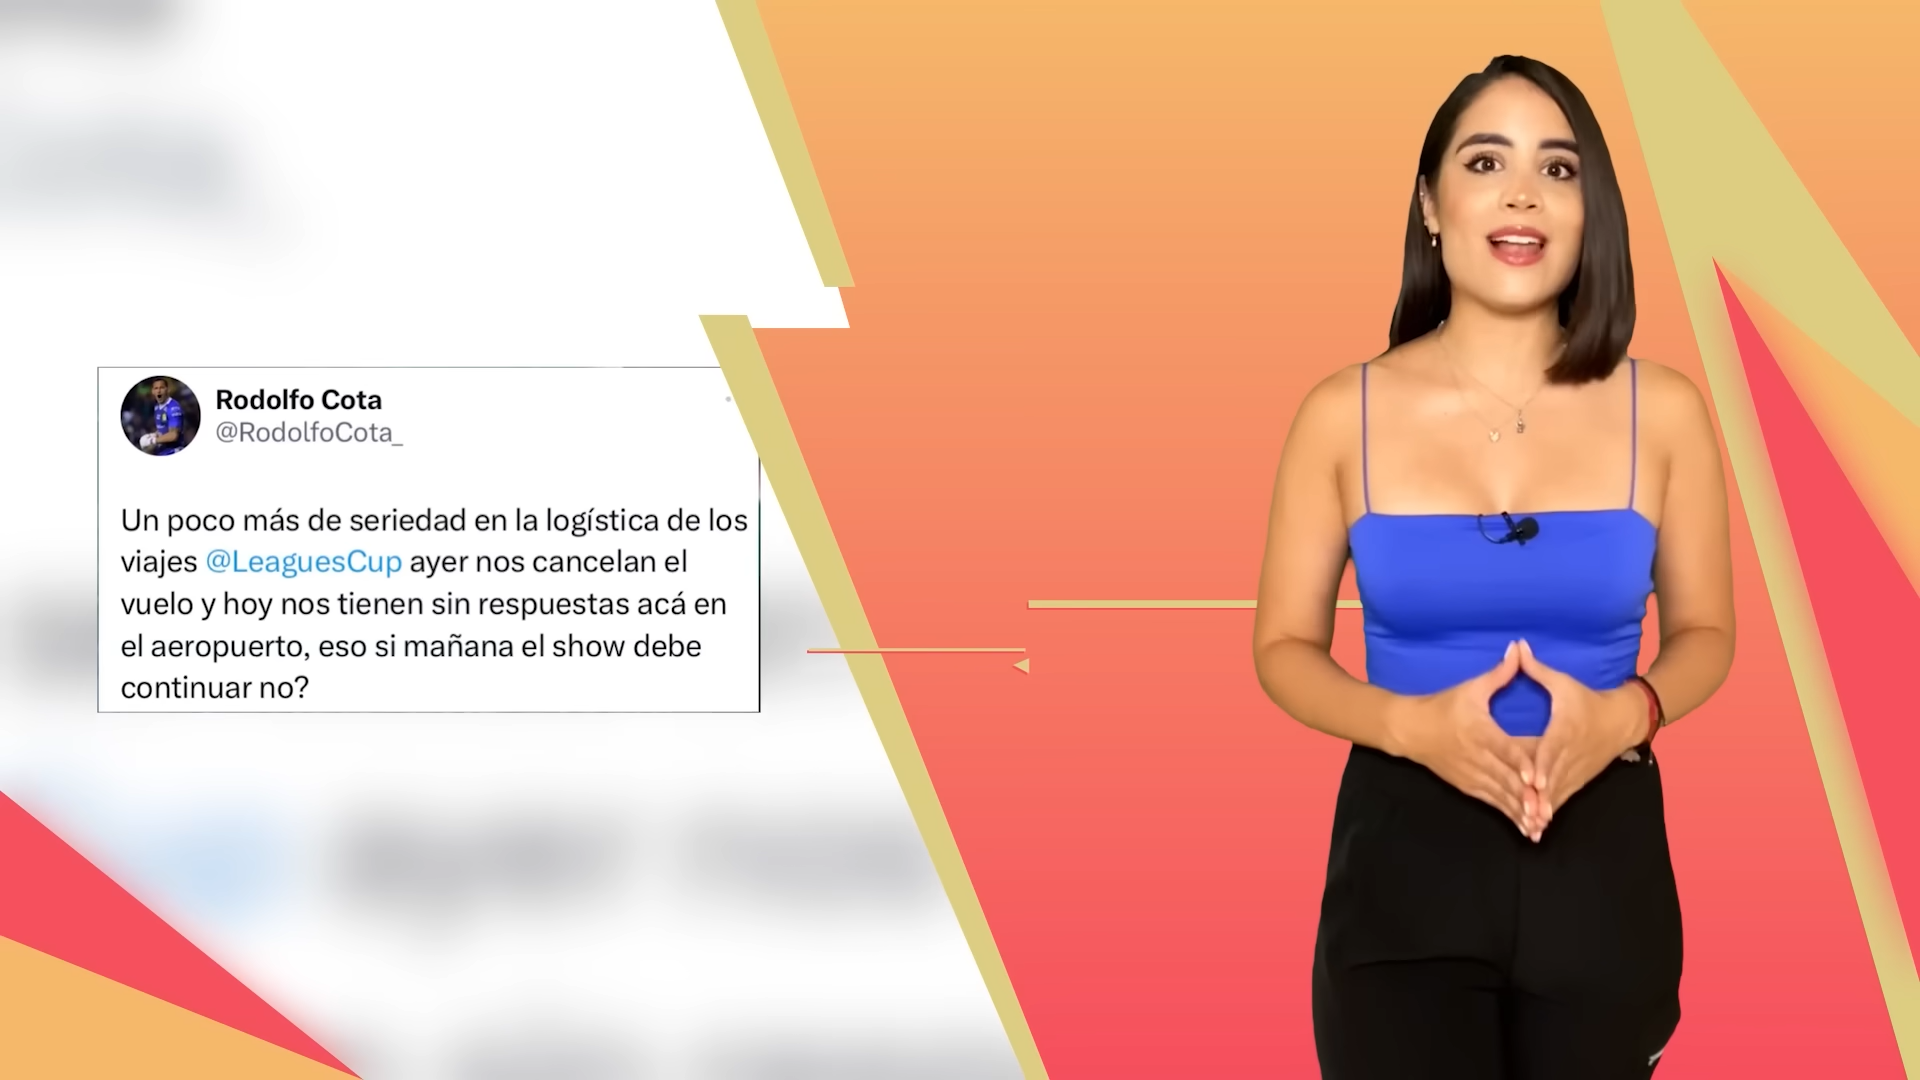 Rodolfo Cota
@RodolfoCota_
Un poco más de seriedad en la logística de los
viajes @LeaguesCup ayer nos cancelan el
vuelo y hoy nos tienen sin respuestas acá en
el aeropuerto, eso si mañana el show debe
continuar no?